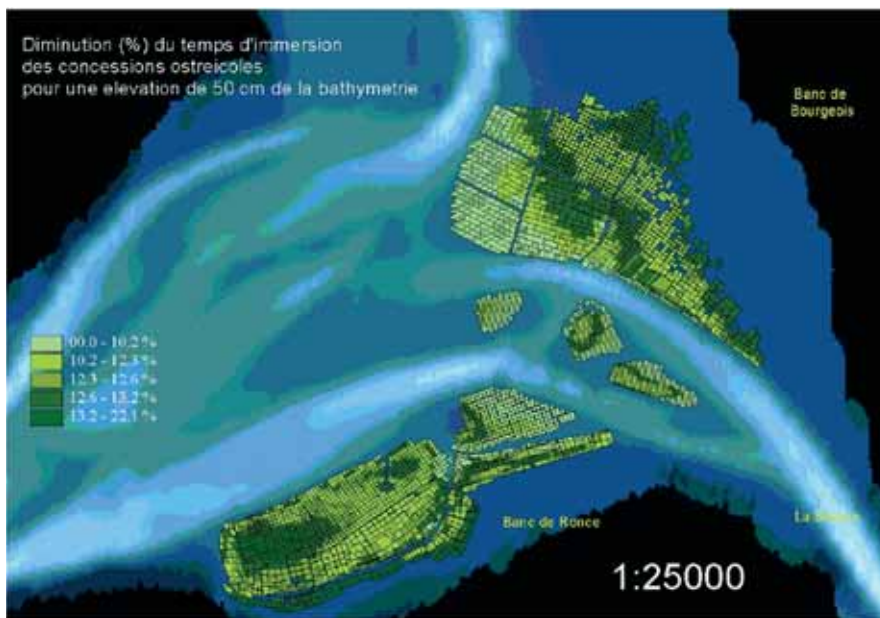 Diminution (%) du temps d'immersion
des concessions ostreicoles
pour une elevation de 50 cm de la bathymetrie
Banc de
Bourgeois
00.0 - 10.2 %
10.2 - 12.3 %
12.3 - 12.6 %
12.6 - 13.2 %
13.2 - 22.1 %
Banc de Ronce
La
1:25000